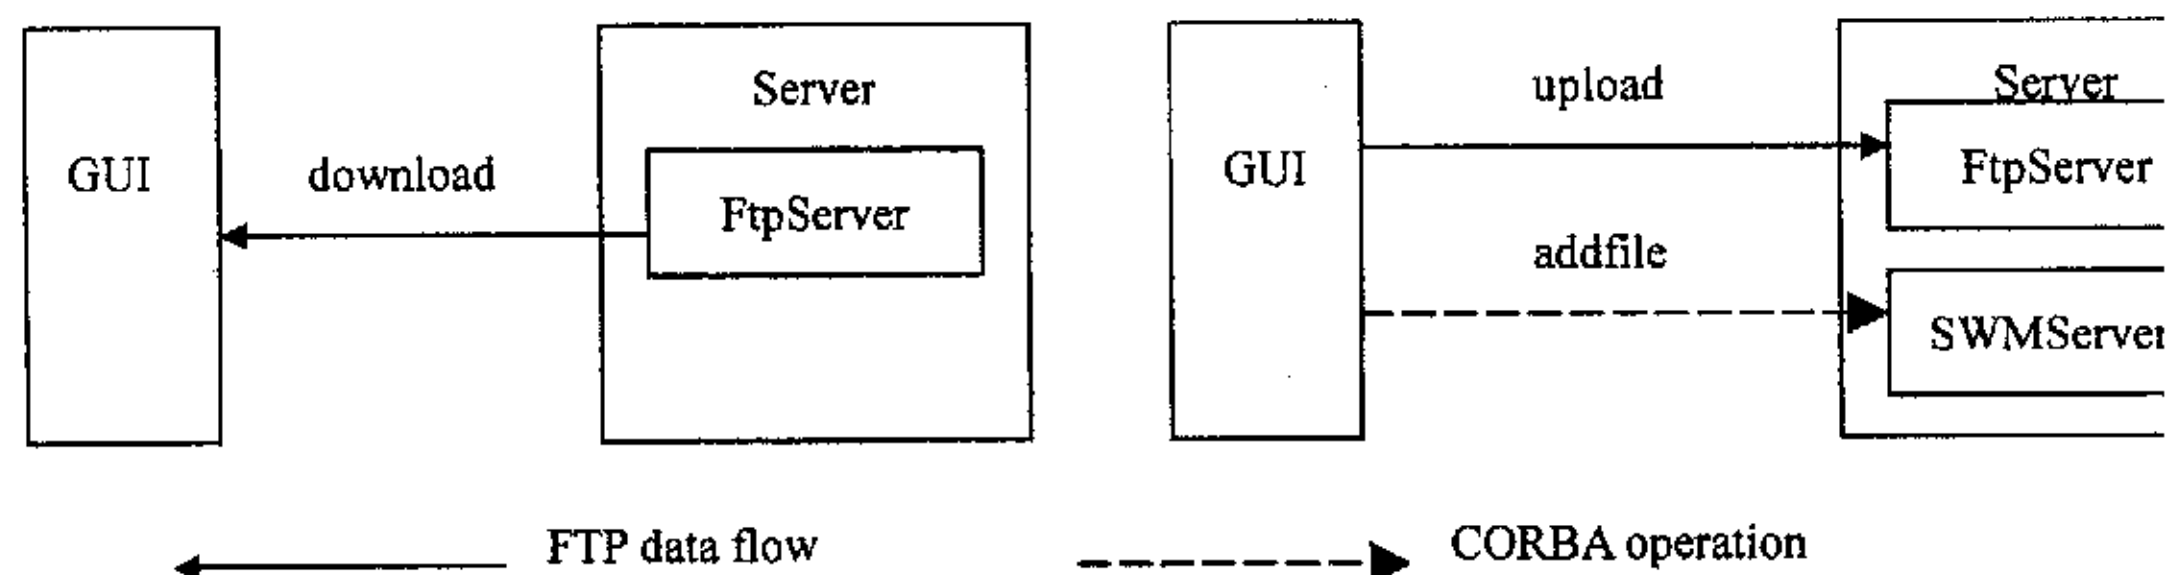 Server
GUI
download
FtpServer
upload
Server
GUI
FtpServer
addfile
SWMServer
FTP data flow
CORBA operation